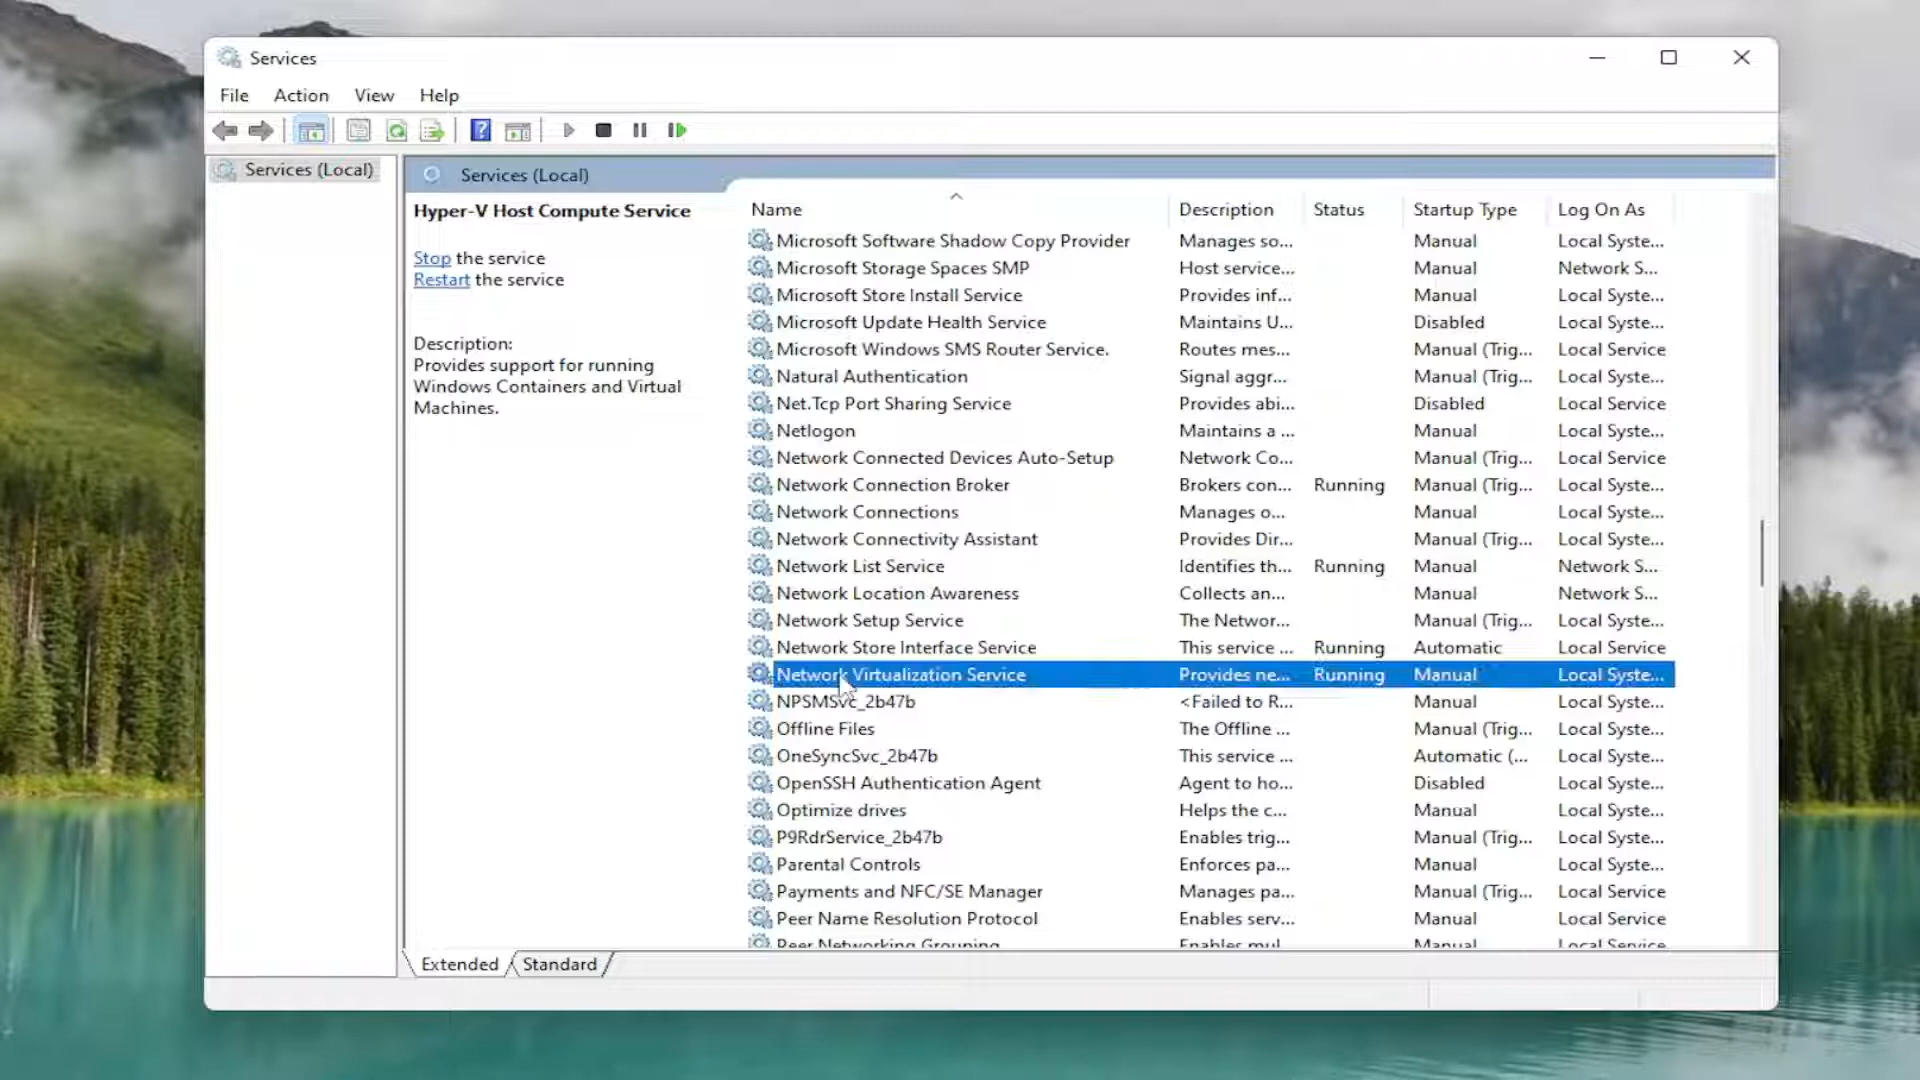 Services
File Action View Help
Services (Local)
Services (Local)
Hyper-V Host Compute Service
Stop the service
Restart the service
Description:
Provides support for running
Windows Containers and Virtual
Machines.
Name Description Status Startup Type Log On As
Microsoft Software Shadow Copy Provider Manages so... Manual Local Syste...
Microsoft Storage Spaces SMP Host service... Manual Network S...
Microsoft Store Install Service Provides inf... Manual Local Syste...
Microsoft Update Health Service Maintains U... Disabled Local Syste...
Microsoft Windows SMS Router Service. Routes mes... Manual (Trig... Local Service
Natural Authentication Signal aggr... Manual (Trig... Local Syste...
Net.Tcp Port Sharing Service Provides abi... Disabled Local Service
Netlogon Maintains a ... Manual Local Syste...
Network Connected Devices Auto-Setup Network Co... Manual (Trig... Local Service
Network Connection Broker Brokers con... Running Manual (Trig... Local Syste...
Network Connections Manages o... Manual Local Syste...
Network Connectivity Assistant Provides Dir... Manual (Trig... Local Syste...
Network List Service Identifies th... Running Manual Network S...
Network Location Awareness Collects an... Manual Network S...
Network Setup Service The Networ... Manual (Trig... Local Syste...
Network Store Interface Service This service ... Running Automatic Local Service
Network Virtualization Service Provides ne... Running Manual Local Syste...
NPSMSvc_2b47b <Failed to R... Manual Local Syste...
Offline Files The Offline ... Manual (Trig... Local Syste...
OneSyncSvc_2b47b This service ... Automatic (... Local Syste...
OpenSSH Authentication Agent Agent to ho... Disabled Local Syste...
Optimize drives Helps the c... Manual Local Syste...
P9RdrService_2b47b Enables trig... Manual (Trig... Local Syste...
Parental Controls Enforces pa... Manual Local Syste...
Payments and NFC/SE Manager Manages pa... Manual (Trig... Local Service
Peer Name Resolution Protocol Enables serv... Manual Local Service
Peer Networking Grouping Enables mul... Manual Local Service
Extended Standard